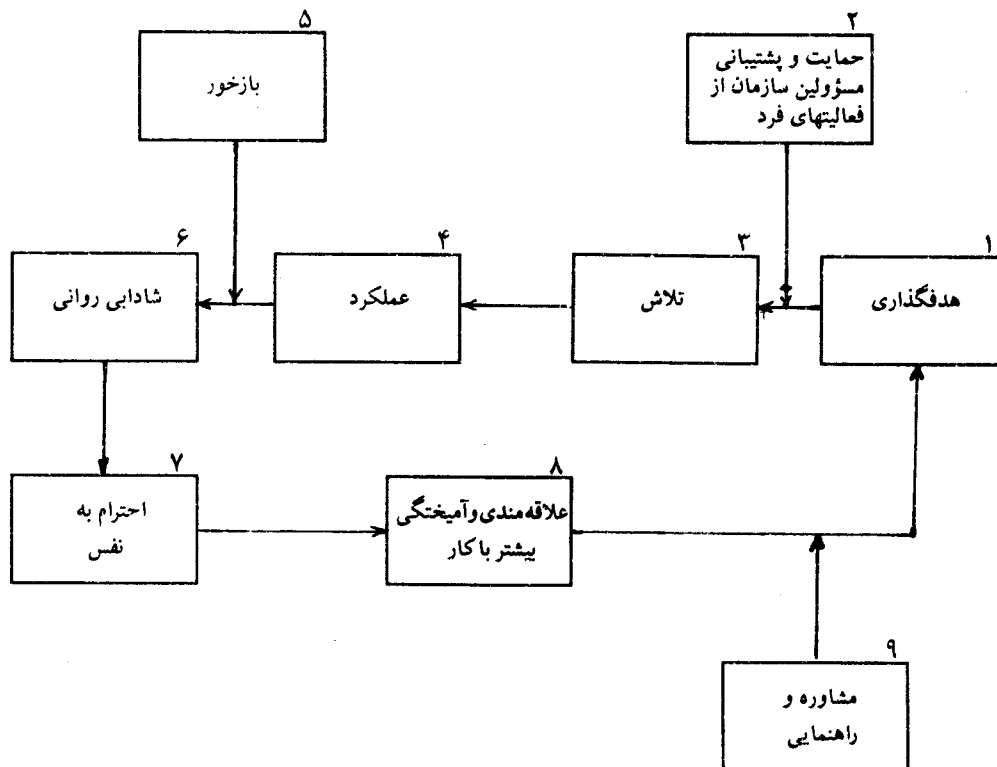 ۵
بازخور
۲
حمایت و پشتیبانی
مسؤولین سازمان از
فعالیتهای فرد
۱
هدفگذاری
۳
تلاش
۴
عملکرد
۶
شادابی روانی
۷
احترام به
نفس
۸
علاقه‌مندی و آمیختگی
بیشتر با کار
۹
مشاوره و
راهنمایی